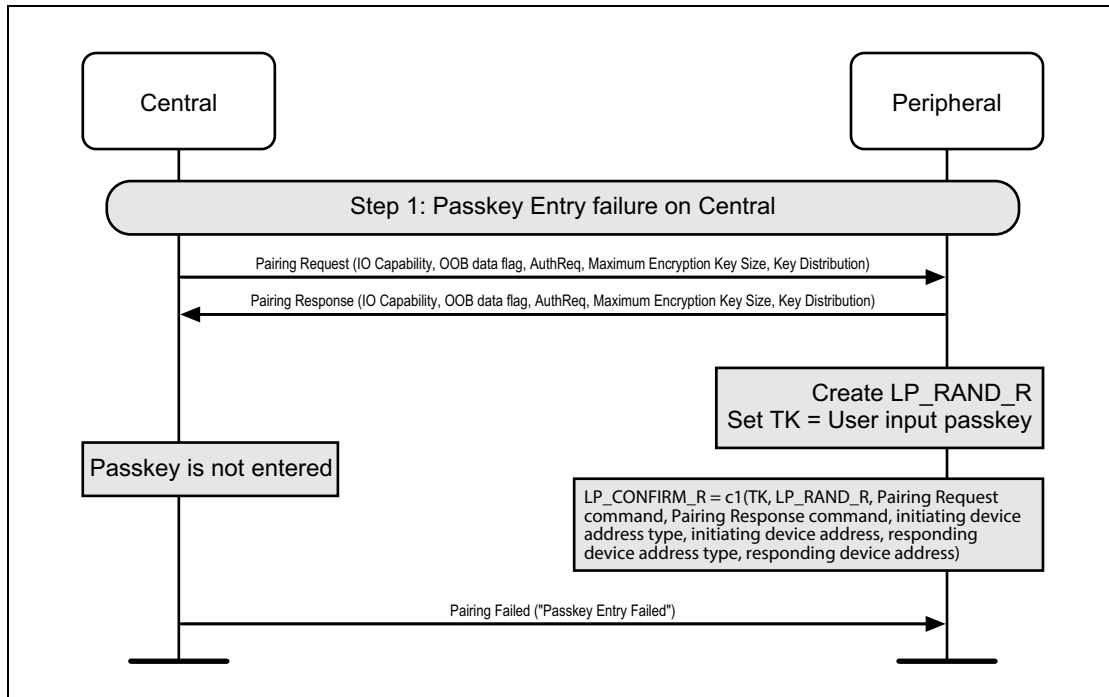 Central
Peripheral
Step 1: Passkey Entry failure on Central
Pairing Request (IO Capability, OOB data flag, AuthReq, Maximum Encryption Key Size, Key Distribution)
Pairing Response (IO Capability, OOB data flag, AuthReq, Maximum Encryption Key Size, Key Distribution)
Create LP_RAND_R
Set TK = User input passkey
Passkey is not entered
LP_CONFIRM_R = c1(TK, LP_RAND_R, Pairing Request
command, Pairing Response command, initiating device
address type, initiating device address, responding
device address type, responding device address)
Pairing Failed ("Passkey Entry Failed")